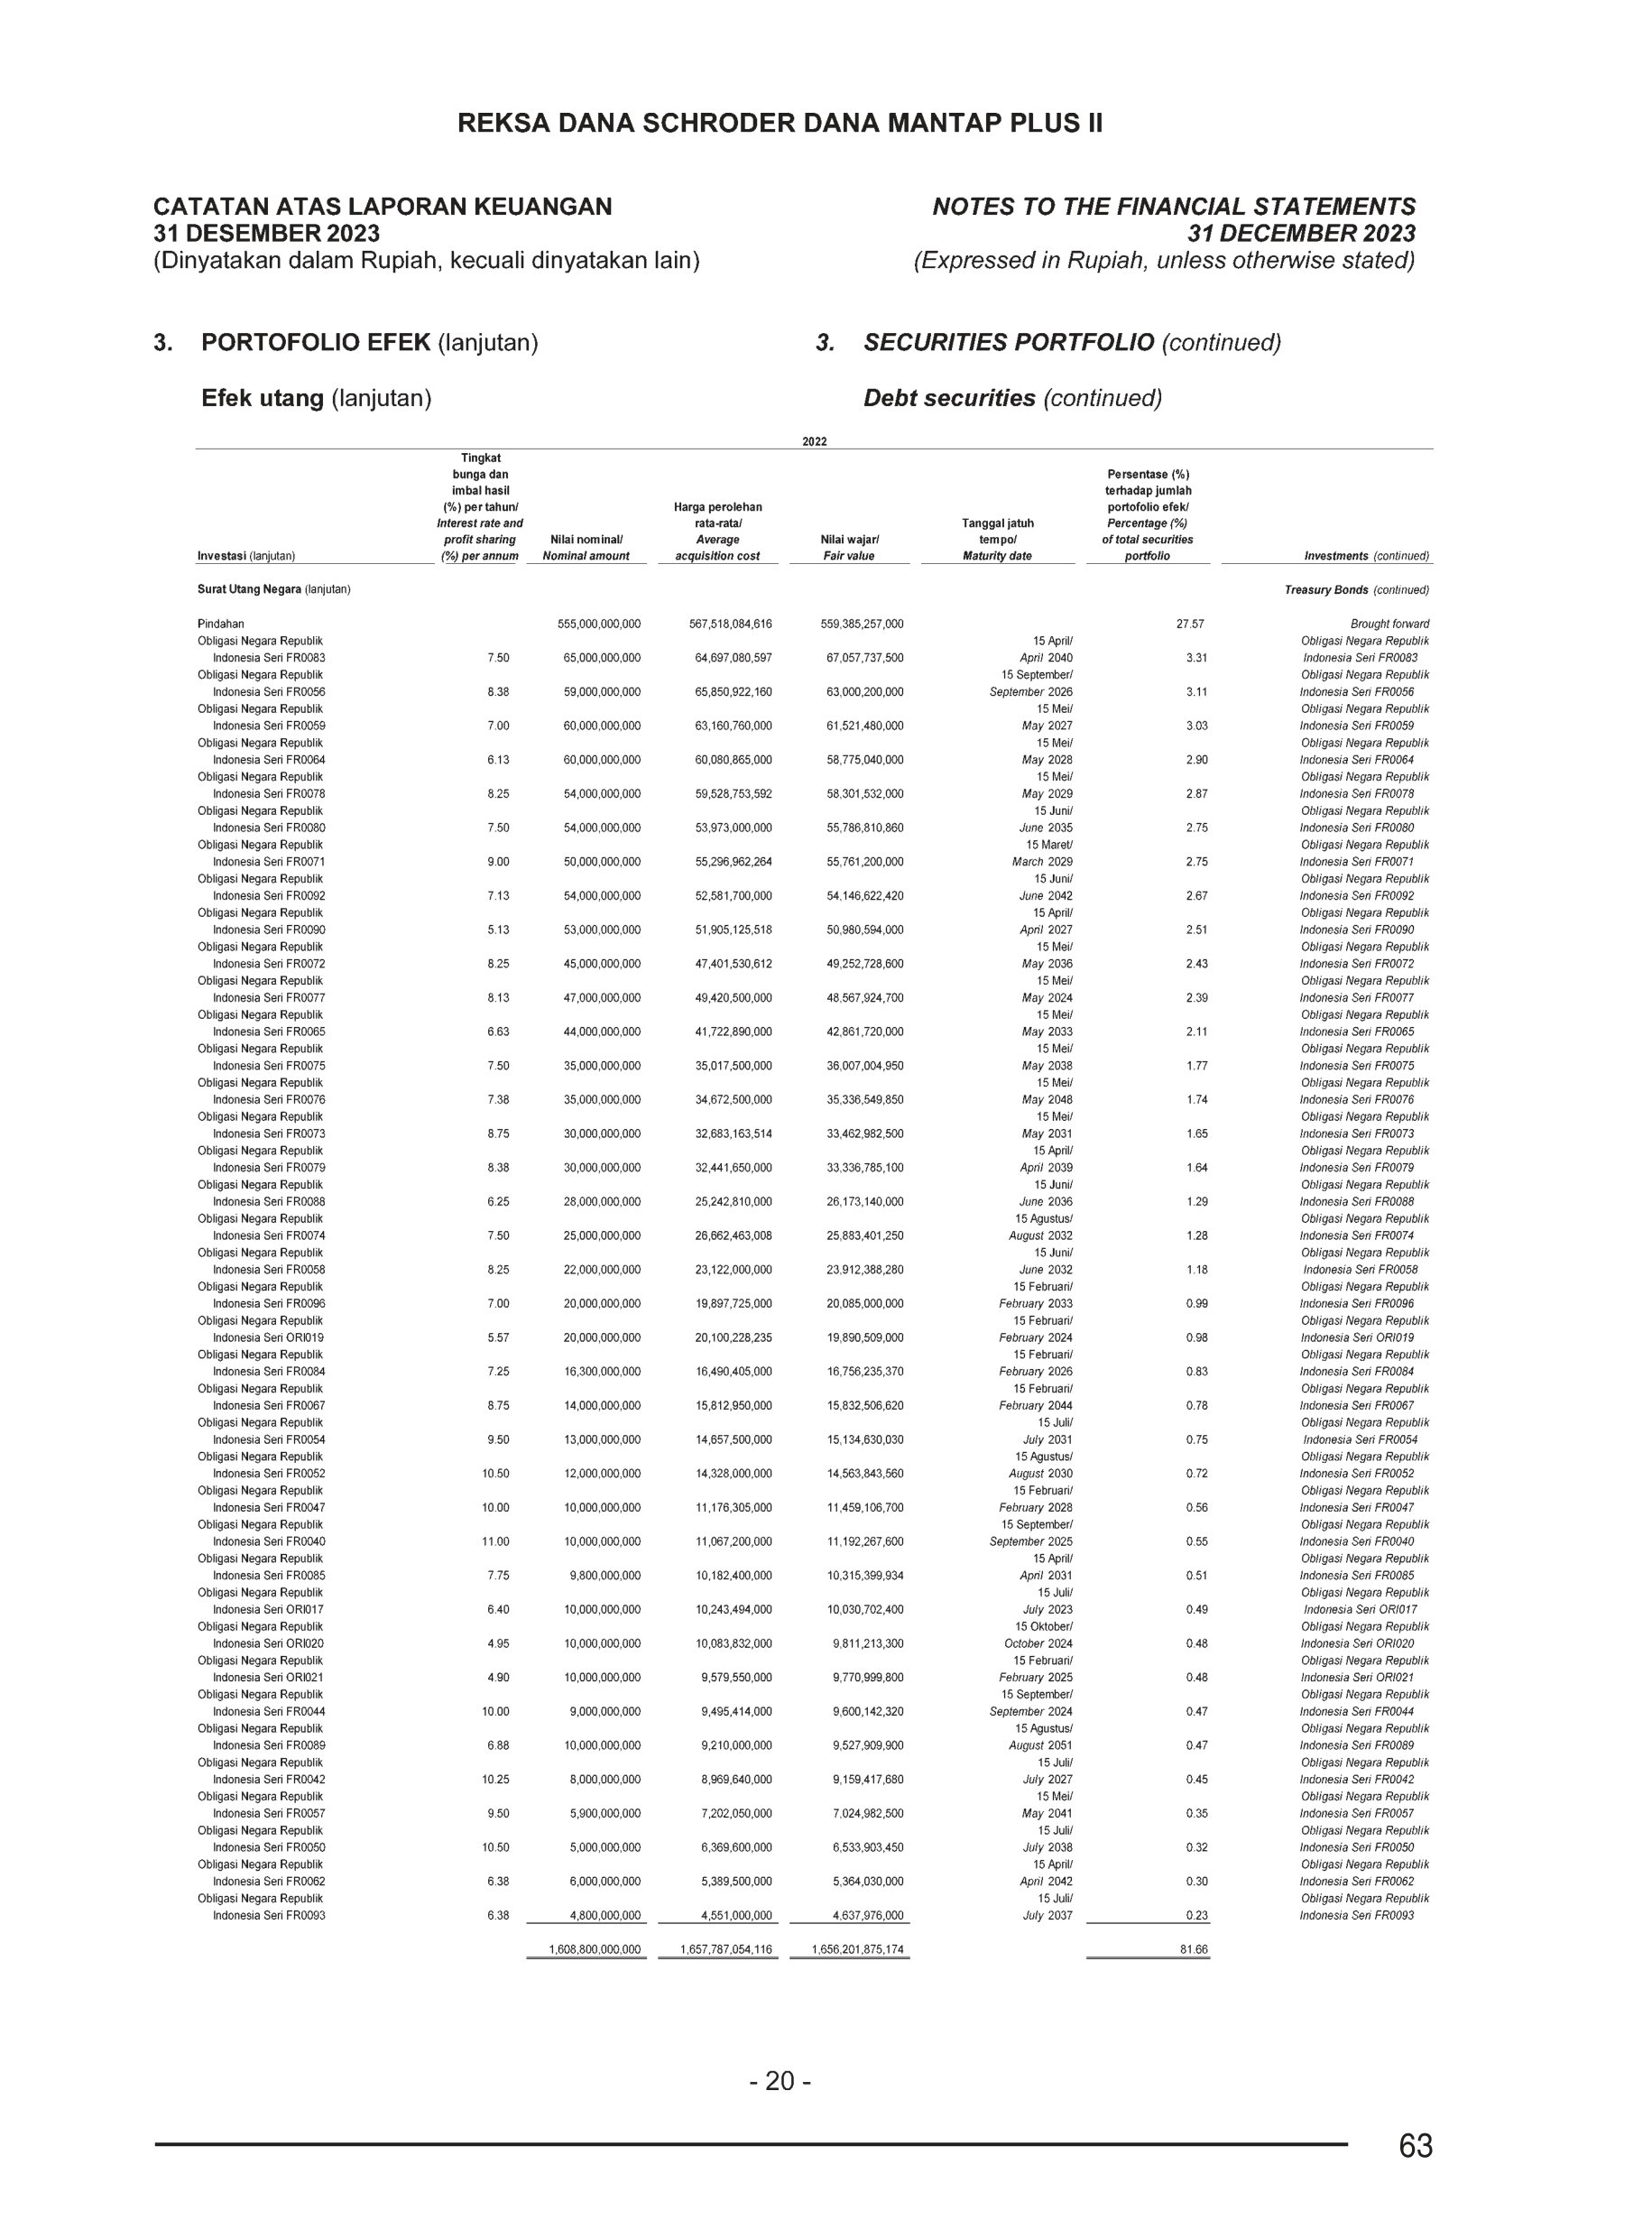 REKSA DANA SCHRODER DANA MANTAP PLUS II
CATATAN ATAS LAPORAN KEUANGAN
31 DESEMBER 2023
(Dinyatakan dalam Rupiah, kecuali dinyatakan lain)
NOTES TO THE FINANCIAL STATEMENTS
31 DECEMBER 2023
(Expressed in Rupiah, unless otherwise stated)
3. PORTOFOLIO EFEK (lanjutan)
3. SECURITIES PORTFOLIO (continued)
Efek utang (lanjutan)
Debt securities (continued)
2022
Investasi (lanjutan)
Tingkat
bunga dan
imbal hasil
(%) per tahun/
Interest rate and
profit sharing
(%) per annum
Nilai nominal/
Nominal amount
Harga perolehan
rata-rata/
Average
acquisition cost
Nilai wajar/
Fair value
Tanggal jatuh
tempo/
Maturity date
Persentase (%)
terhadap jumlah
portofolio efek/
Percentage (%)
of total securities
portfolio
Investments (continued)
Surat Utang Negara (lanjutan) Treasury Bonds (continued)
Pindahan 555,000,000,000 567,518,084,616 559,385,257,000 27.57 Brought forward
Obligasi Negara Republik 15 April/ Obligasi Negara Republik
Indonesia Seri FR0083 7.50 65,000,000,000 64,697,080,597 67,057,737,500 April 2040 3.31 Indonesia Seri FR0083
Obligasi Negara Republik 15 September/ Obligasi Negara Republik
Indonesia Seri FR0056 8.38 59,000,000,000 65,850,922,160 63,000,200,000 September 2026 3.11 Indonesia Seri FR0056
Obligasi Negara Republik 15 Mei/ Obligasi Negara Republik
Indonesia Seri FR0059 7.00 60,000,000,000 63,160,760,000 61,521,480,000 May 2027 3.03 Indonesia Seri FR0059
Obligasi Negara Republik 15 Mei/ Obligasi Negara Republik
Indonesia Seri FR0064 6.13 60,000,000,000 60,080,865,000 58,775,040,000 May 2028 2.90 Indonesia Seri FR0064
Obligasi Negara Republik 15 Mei/ Obligasi Negara Republik
Indonesia Seri FR0078 8.25 54,000,000,000 59,528,753,592 58,301,532,000 May 2029 2.87 Indonesia Seri FR0078
Obligasi Negara Republik 15 Juni/ Obligasi Negara Republik
Indonesia Seri FR0080 7.50 54,000,000,000 53,973,000,000 55,786,810,860 June 2035 2.75 Indonesia Seri FR0080
Obligasi Negara Republik 15 Maret/ Obligasi Negara Republik
Indonesia Seri FR0071 9.00 50,000,000,000 55,296,962,264 55,761,200,000 March 2029 2.75 Indonesia Seri FR0071
Obligasi Negara Republik 15 Juni/ Obligasi Negara Republik
Indonesia Seri FR0092 7.13 54,000,000,000 52,581,700,000 54,146,622,420 June 2042 2.67 Indonesia Seri FR0092
Obligasi Negara Republik 15 April/ Obligasi Negara Republik
Indonesia Seri FR0090 5.13 53,000,000,000 51,905,125,518 50,980,594,000 April 2027 2.51 Indonesia Seri FR0090
Obligasi Negara Republik 15 Mei/ Obligasi Negara Republik
Indonesia Seri FR0072 8.25 45,000,000,000 47,401,530,612 49,252,728,600 May 2036 2.43 Indonesia Seri FR0072
Obligasi Negara Republik 15 Mei/ Obligasi Negara Republik
Indonesia Seri FR0077 8.13 47,000,000,000 49,420,500,000 48,567,924,700 May 2024 2.39 Indonesia Seri FR0077
Obligasi Negara Republik 15 Mei/ Obligasi Negara Republik
Indonesia Seri FR0065 6.63 44,000,000,000 41,722,890,000 42,861,720,000 May 2033 2.11 Indonesia Seri FR0065
Obligasi Negara Republik 15 Mei/ Obligasi Negara Republik
Indonesia Seri FR0075 7.50 35,000,000,000 35,017,500,000 36,007,004,950 May 2038 1.77 Indonesia Seri FR0075
Obligasi Negara Republik 15 Mei/ Obligasi Negara Republik
Indonesia Seri FR0076 7.38 35,000,000,000 34,672,500,000 35,336,549,850 May 2048 1.74 Indonesia Seri FR0076
Obligasi Negara Republik 15 Mei/ Obligasi Negara Republik
Indonesia Seri FR0073 8.75 30,000,000,000 32,683,163,514 33,462,982,500 May 2031 1.65 Indonesia Seri FR0073
Obligasi Negara Republik 15 April/ Obligasi Negara Republik
Indonesia Seri FR0079 8.38 30,000,000,000 32,441,650,000 33,336,785,100 April 2039 1.64 Indonesia Seri FR0079
Obligasi Negara Republik 15 Juni/ Obligasi Negara Republik
Indonesia Seri FR0088 6.25 28,000,000,000 25,242,810,000 26,173,140,000 June 2036 1.29 Indonesia Seri FR0088
Obligasi Negara Republik 15 Agustus/ Obligasi Negara Republik
Indonesia Seri FR0074 7.50 25,000,000,000 26,662,463,008 25,883,401,250 August 2032 1.28 Indonesia Seri FR0074
Obligasi Negara Republik 15 Juni/ Obligasi Negara Republik
Indonesia Seri FR0058 8.25 22,000,000,000 23,122,000,000 23,912,388,280 June 2032 1.18 Indonesia Seri FR0058
Obligasi Negara Republik 15 Februari/ Obligasi Negara Republik
Indonesia Seri FR0096 7.00 20,000,000,000 19,897,725,000 20,085,000,000 February 2033 0.99 Indonesia Seri FR0096
Obligasi Negara Republik 15 Februari/ Obligasi Negara Republik
Indonesia Seri ORI019 5.57 20,000,000,000 20,100,228,235 19,890,509,000 February 2024 0.98 Indonesia Seri ORI019
Obligasi Negara Republik 15 Februari/ Obligasi Negara Republik
Indonesia Seri FR0084 7.25 16,300,000,000 16,490,405,000 16,756,235,370 February 2026 0.83 Indonesia Seri FR0084
Obligasi Negara Republik 15 Februari/ Obligasi Negara Republik
Indonesia Seri FR0067 8.75 14,000,000,000 15,812,950,000 15,832,506,620 February 2044 0.78 Indonesia Seri FR0067
Obligasi Negara Republik 15 Juli/ Obligasi Negara Republik
Indonesia Seri FR0054 9.50 13,000,000,000 14,657,500,000 15,134,630,030 July 2031 0.75 Indonesia Seri FR0054
Obligasi Negara Republik 15 Agustus/ Obligasi Negara Republik
Indonesia Seri FR0052 10.50 12,000,000,000 14,328,000,000 14,563,843,560 August 2030 0.72 Indonesia Seri FR0052
Obligasi Negara Republik 15 Februari/ Obligasi Negara Republik
Indonesia Seri FR0047 10.00 10,000,000,000 11,176,305,000 11,459,106,700 February 2028 0.56 Indonesia Seri FR0047
Obligasi Negara Republik 15 September/ Obligasi Negara Republik
Indonesia Seri FR0040 11.00 10,000,000,000 11,067,200,000 11,192,267,600 September 2025 0.55 Indonesia Seri FR0040
Obligasi Negara Republik 15 April/ Obligasi Negara Republik
Indonesia Seri FR0085 7.75 9,800,000,000 10,182,400,000 10,315,399,934 April 2031 0.51 Indonesia Seri FR0085
Obligasi Negara Republik 15 Juli/ Obligasi Negara Republik
Indonesia Seri ORI017 6.40 10,000,000,000 10,243,494,000 10,030,702,400 July 2023 0.49 Indonesia Seri ORI017
Obligasi Negara Republik 15 Oktober/ Obligasi Negara Republik
Indonesia Seri ORI020 4.95 10,000,000,000 10,083,832,000 9,811,213,300 October 2024 0.48 Indonesia Seri ORI020
Obligasi Negara Republik 15 Februari/ Obligasi Negara Republik
Indonesia Seri ORI021 4.90 10,000,000,000 9,579,550,000 9,770,999,800 February 2025 0.48 Indonesia Seri ORI021
Obligasi Negara Republik 15 September/ Obligasi Negara Republik
Indonesia Seri FR0044 10.00 9,000,000,000 9,495,414,000 9,600,142,320 September 2024 0.47 Indonesia Seri FR0044
Obligasi Negara Republik 15 Agustus/ Obligasi Negara Republik
Indonesia Seri FR0089 6.88 10,000,000,000 9,210,000,000 9,527,909,900 August 2051 0.47 Indonesia Seri FR0089
Obligasi Negara Republik 15 Juli/ Obligasi Negara Republik
Indonesia Seri FR0042 10.25 8,000,000,000 8,969,640,000 9,159,417,680 July 2027 0.45 Indonesia Seri FR0042
Obligasi Negara Republik 15 Mei/ Obligasi Negara Republik
Indonesia Seri FR0057 9.50 5,900,000,000 7,202,050,000 7,024,982,500 May 2041 0.35 Indonesia Seri FR0057
Obligasi Negara Republik 15 Juli/ Obligasi Negara Republik
Indonesia Seri FR0050 10.50 5,000,000,000 6,369,600,000 6,533,903,450 July 2038 0.32 Indonesia Seri FR0050
Obligasi Negara Republik 15 April/ Obligasi Negara Republik
Indonesia Seri FR0062 6.38 6,000,000,000 5,389,500,000 5,364,030,000 April 2042 0.30 Indonesia Seri FR0062
Obligasi Negara Republik 15 Juli/ Obligasi Negara Republik
Indonesia Seri FR0093 6.38 4,800,000,000 4,551,000,000 4,637,976,000 July 2037 0.23 Indonesia Seri FR0093
1,608,800,000,000 1,657,787,054,116 1,656,201,875,174 81.66
- 20 -
63